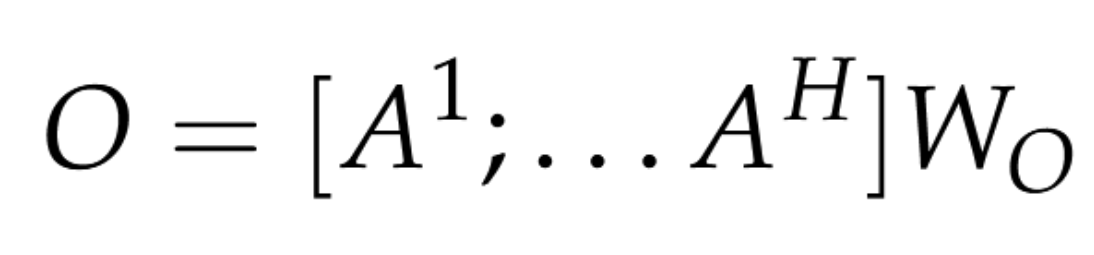 O = [A^1; … A^H]W_O